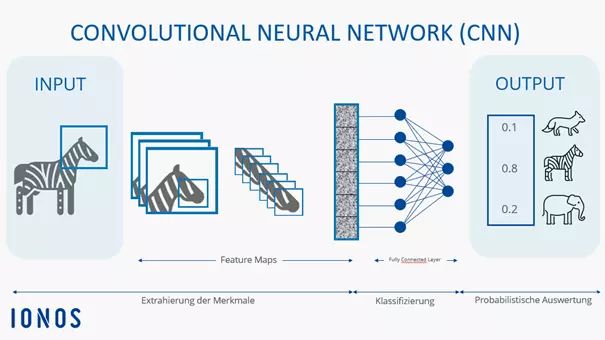 CONVOLUTIONAL NEURAL NETWORK (CNN)
INPUT
OUTPUT
0.1
0.8
0.2
Feature Maps
Fully Connected Layer
Extrahierung der Merkmale
Klassifizierung
Probabilistische Auswertung
IONOS